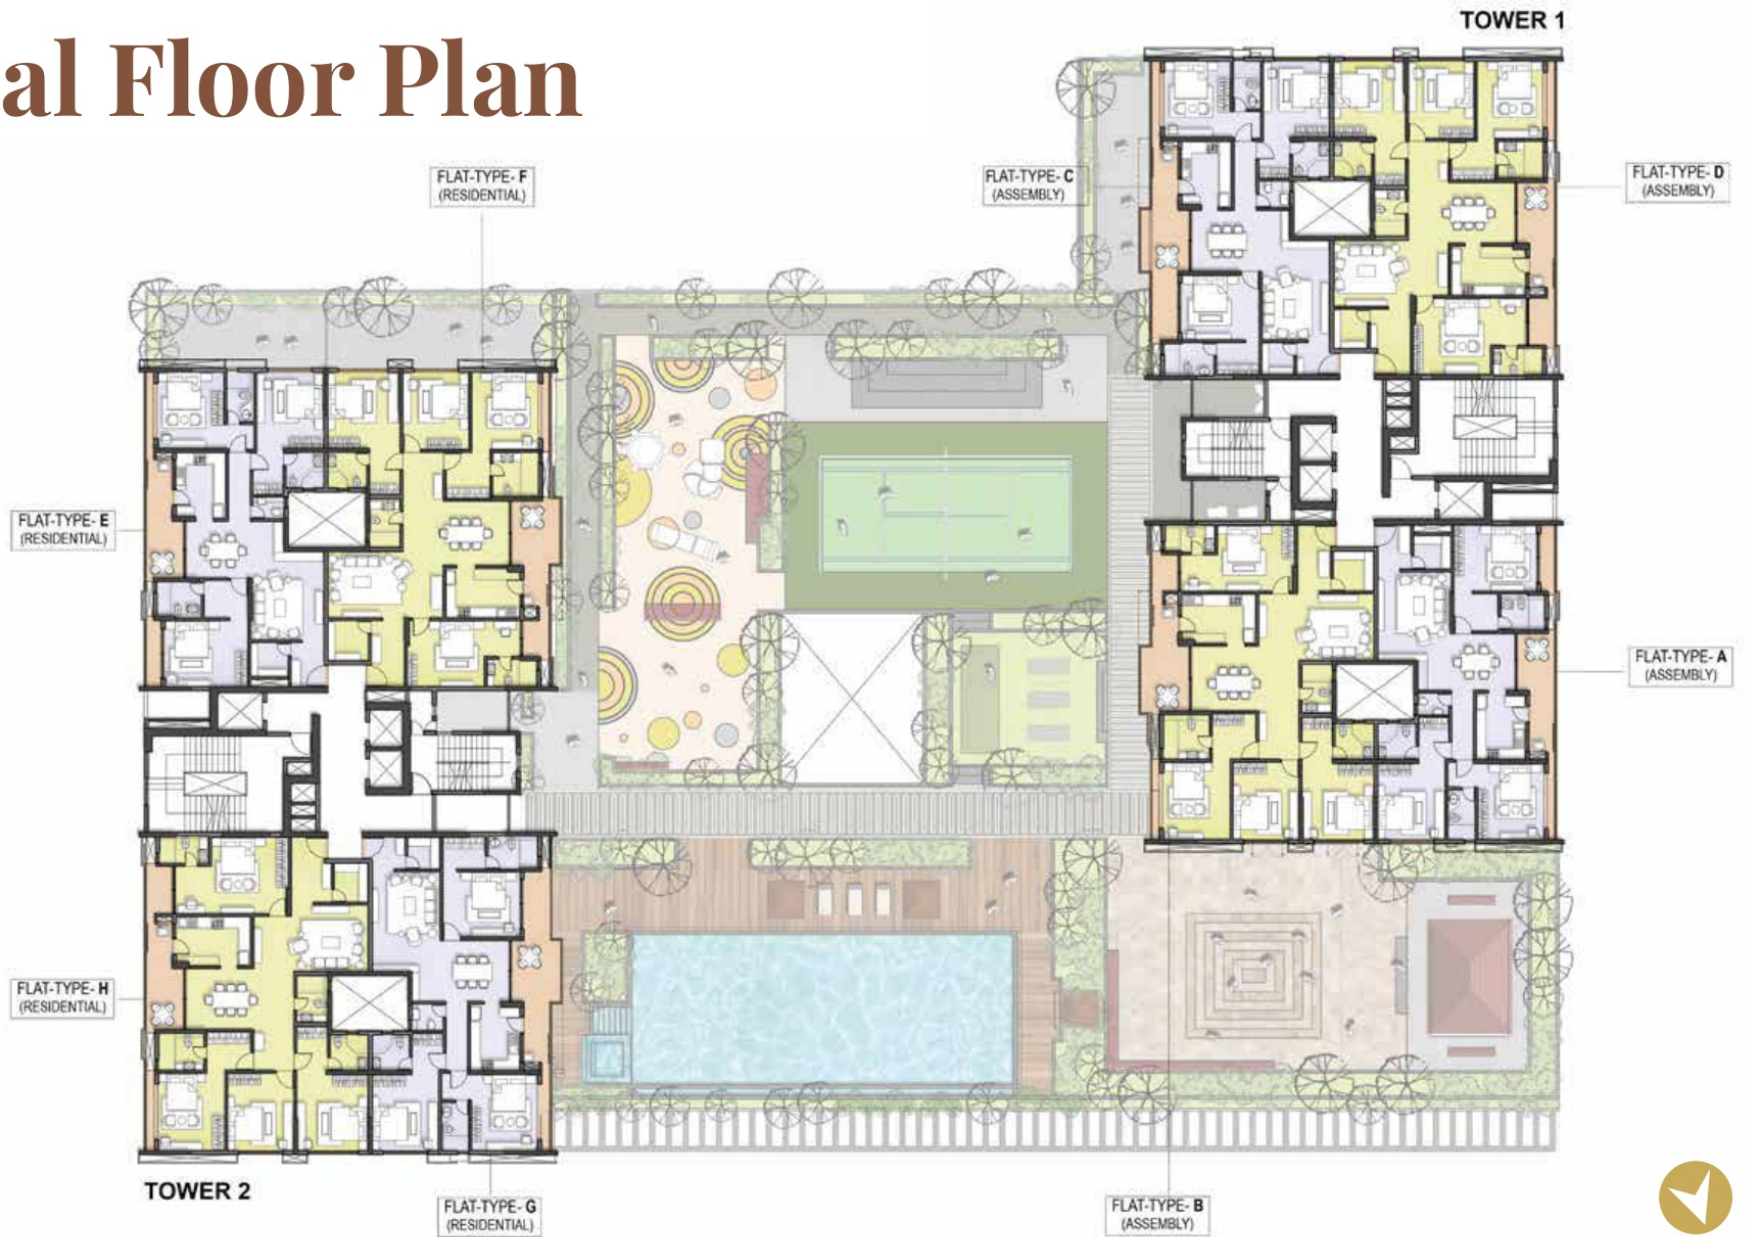 TOWER 1
al Floor Plan
FLAT-TYPE- F
(RESIDENTIAL)
FLAT-TYPE- C
(ASSEMBLY)
FLAT-TYPE- D
(ASSEMBLY)
FLAT-TYPE- E
(RESIDENTIAL)
FLAT-TYPE- A
(ASSEMBLY)
FLAT-TYPE- H
(RESIDENTIAL)
TOWER 2
FLAT-TYPE- G
(RESIDENTIAL)
FLAT-TYPE- B
(ASSEMBLY)